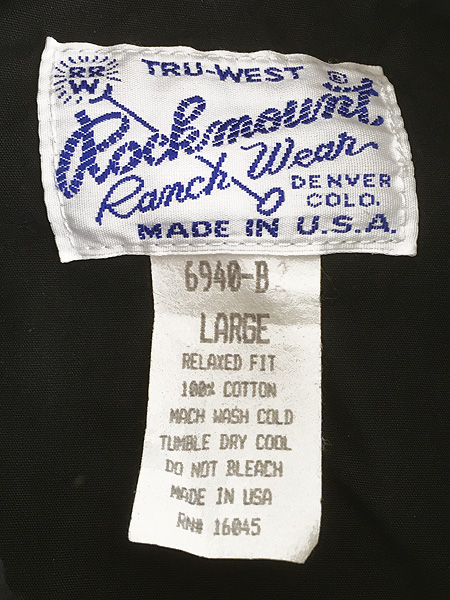 RR
W
TRU-WEST ®
Rockmount
Ranch Wear
DENVER
COLO.
MADE IN U.S.A.
6940-B
LARGE
RELAXED FIT
100% COTTON
MACH WASH COLD
TUMBLE DRY COOL
DO NOT BLEACH
MADE IN USA
RN# 16045